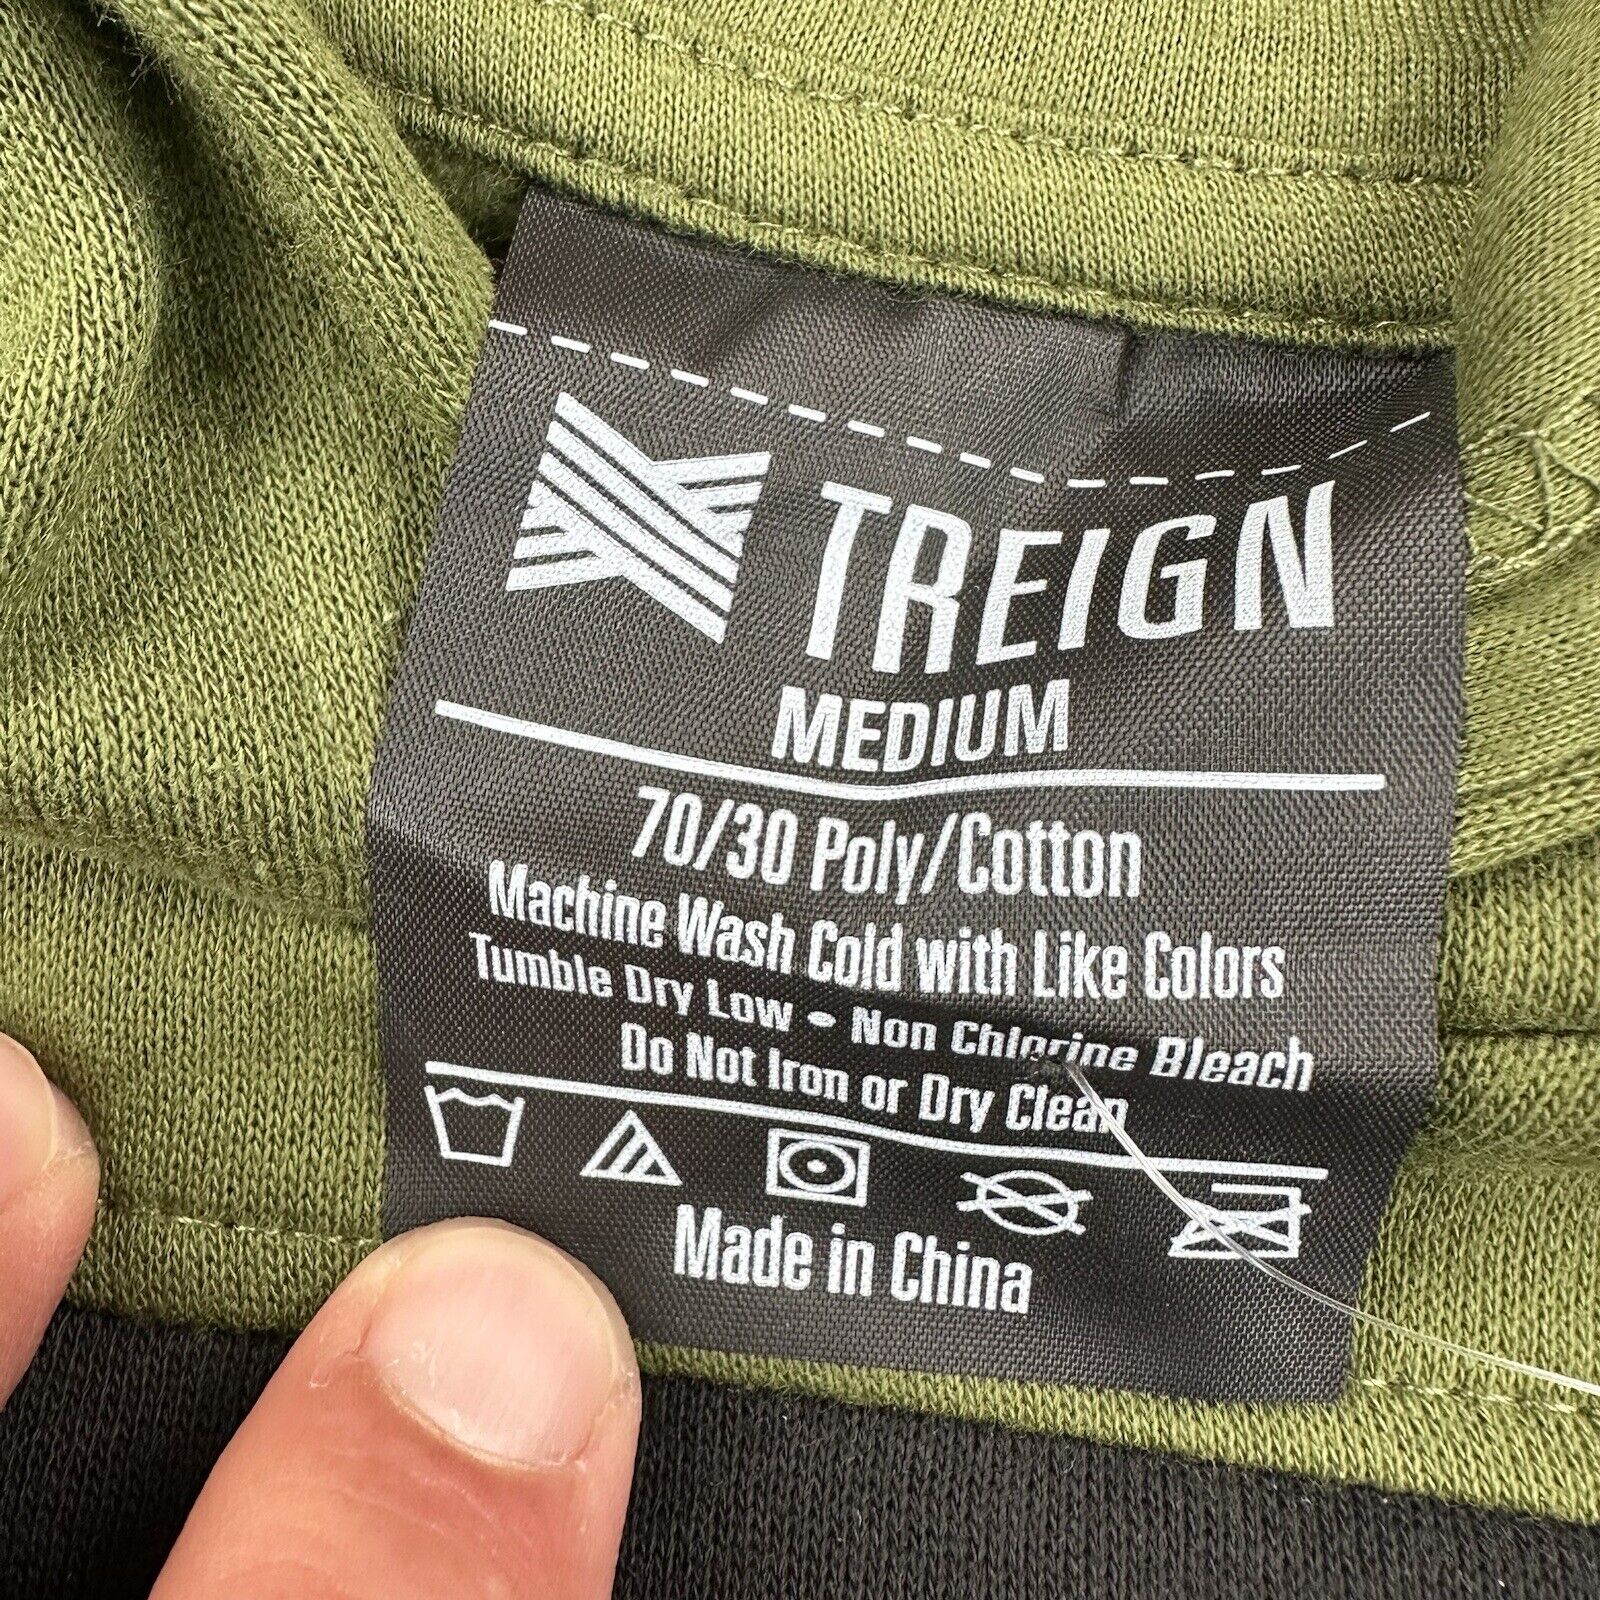 TREIGN
MEDIUM
70/30 Poly/Cotton
Machine Wash Cold with Like Colors
Tumble Dry Low • Non Chlorine Bleach
Do Not Iron or Dry Clean
Made in China